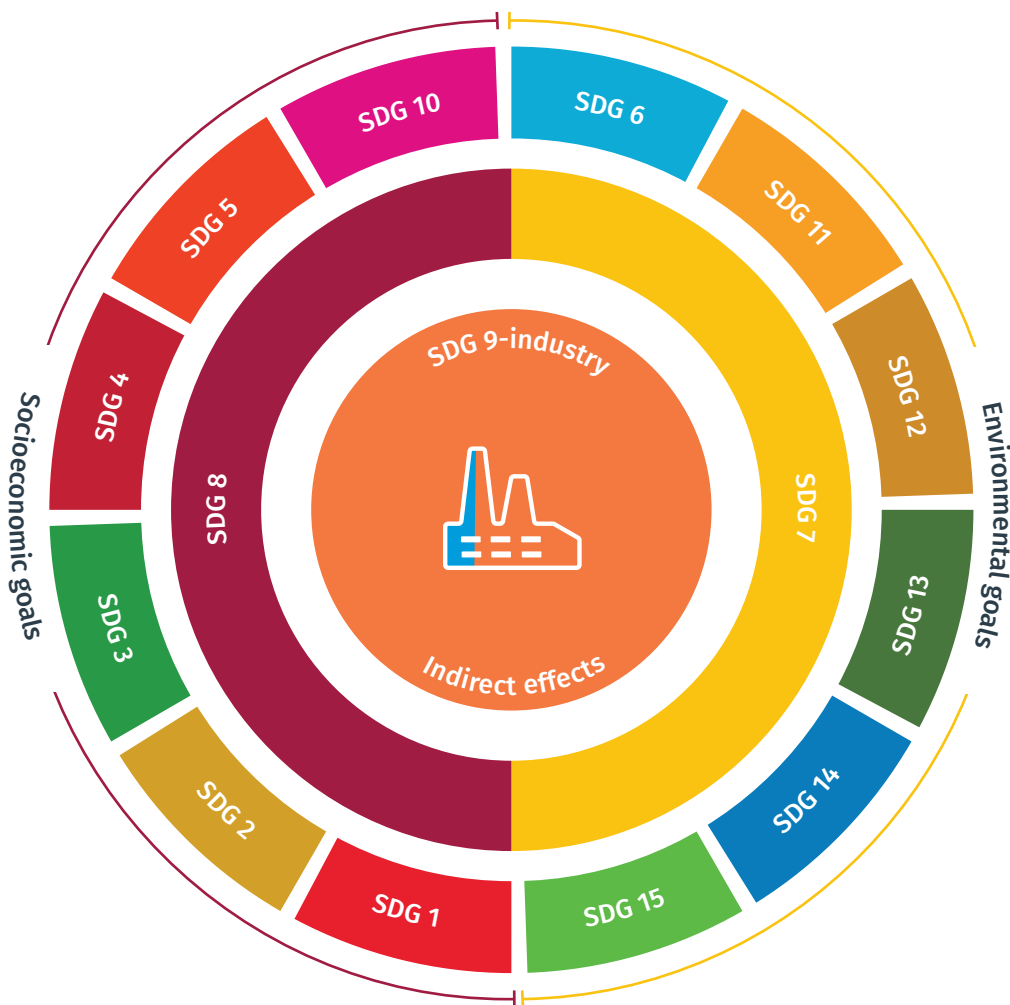 SDG 10
SDG 6
SDG 5
SDG 11
SDG 4
SDG 12
SDG 3
SDG 13
SDG 2
SDG 14
SDG 1
SDG 15
SDG 8
SDG 7
SDG 9-industry
Indirect effects
Socioeconomic goals
Environmental goals